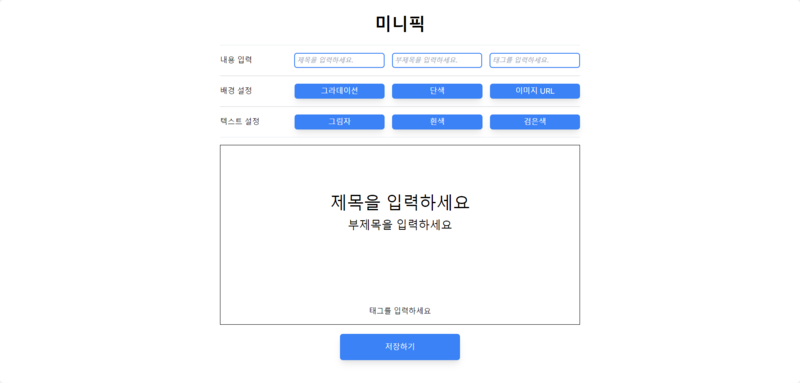 미니픽
내용 입력 제목을 입력하세요. 부제목을 입력하세요. 태그를 입력하세요.
배경 설정 그라데이션 단색 이미지 URL
텍스트 설정 그림자 흰색 검은색
제목을 입력하세요
부제목을 입력하세요
태그를 입력하세요
저장하기